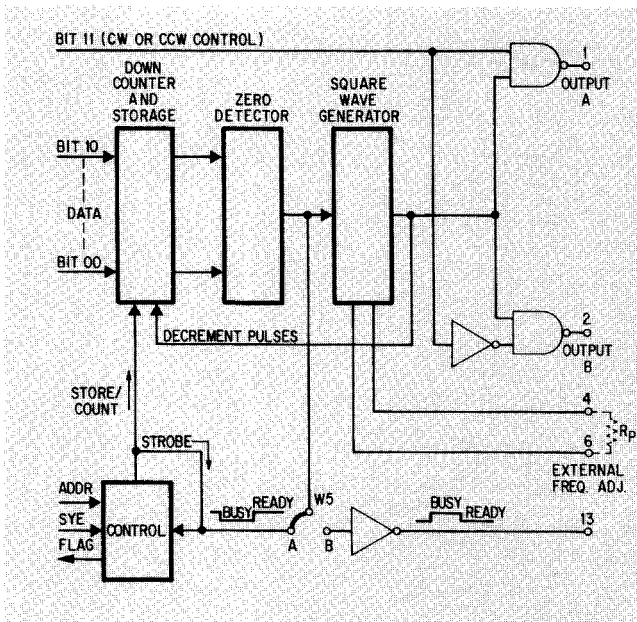 BIT 11 (CW OR CCW CONTROL)
1
OUTPUT
A
DOWN
COUNTER
AND
STORAGE
ZERO
DETECTOR
SQUARE
WAVE
GENERATOR
BIT 10
DATA
BIT 00
DECREMENT PULSES
2
OUTPUT
B
STORE/
COUNT
4
Rp
6
EXTERNAL
FREQ. ADJ.
STROBE
ADDR
SYE
FLAG
CONTROL
BUSY
READY
W5
A
B
BUSY
READY
13